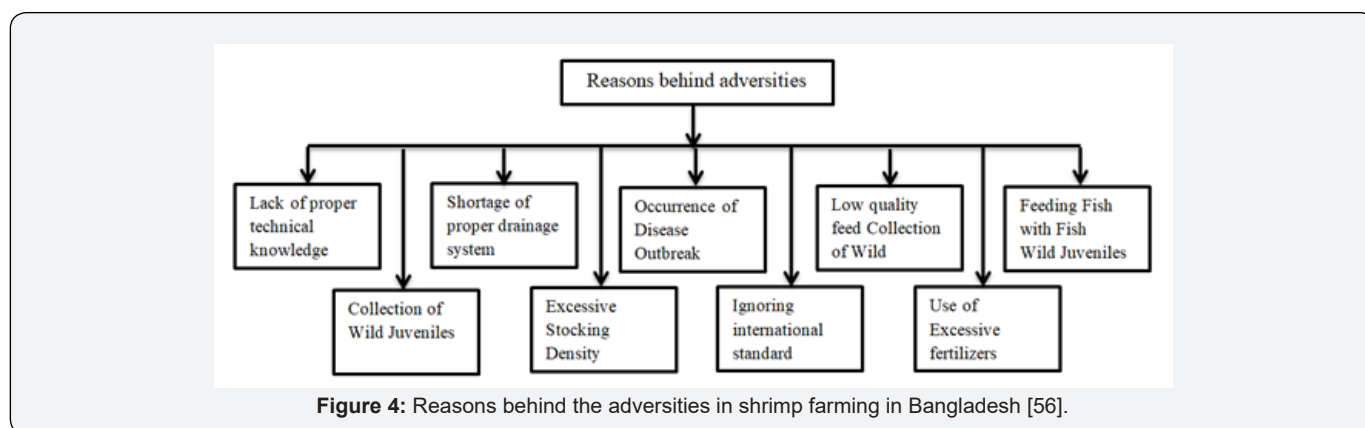 Reasons behind adversities
Lack of proper
technical
knowledge
Shortage of
proper drainage
system
Occurrence of
Disease
Outbreak
Low quality
feed Collection
of Wild
Feeding Fish
with Fish
Wild Juveniles
Collection of
Wild Juveniles
Excessive
Stocking
Density
Ignoring
international
standard
Use of
Excessive
fertilizers
Figure 4: Reasons behind the adversities in shrimp farming in Bangladesh [56].